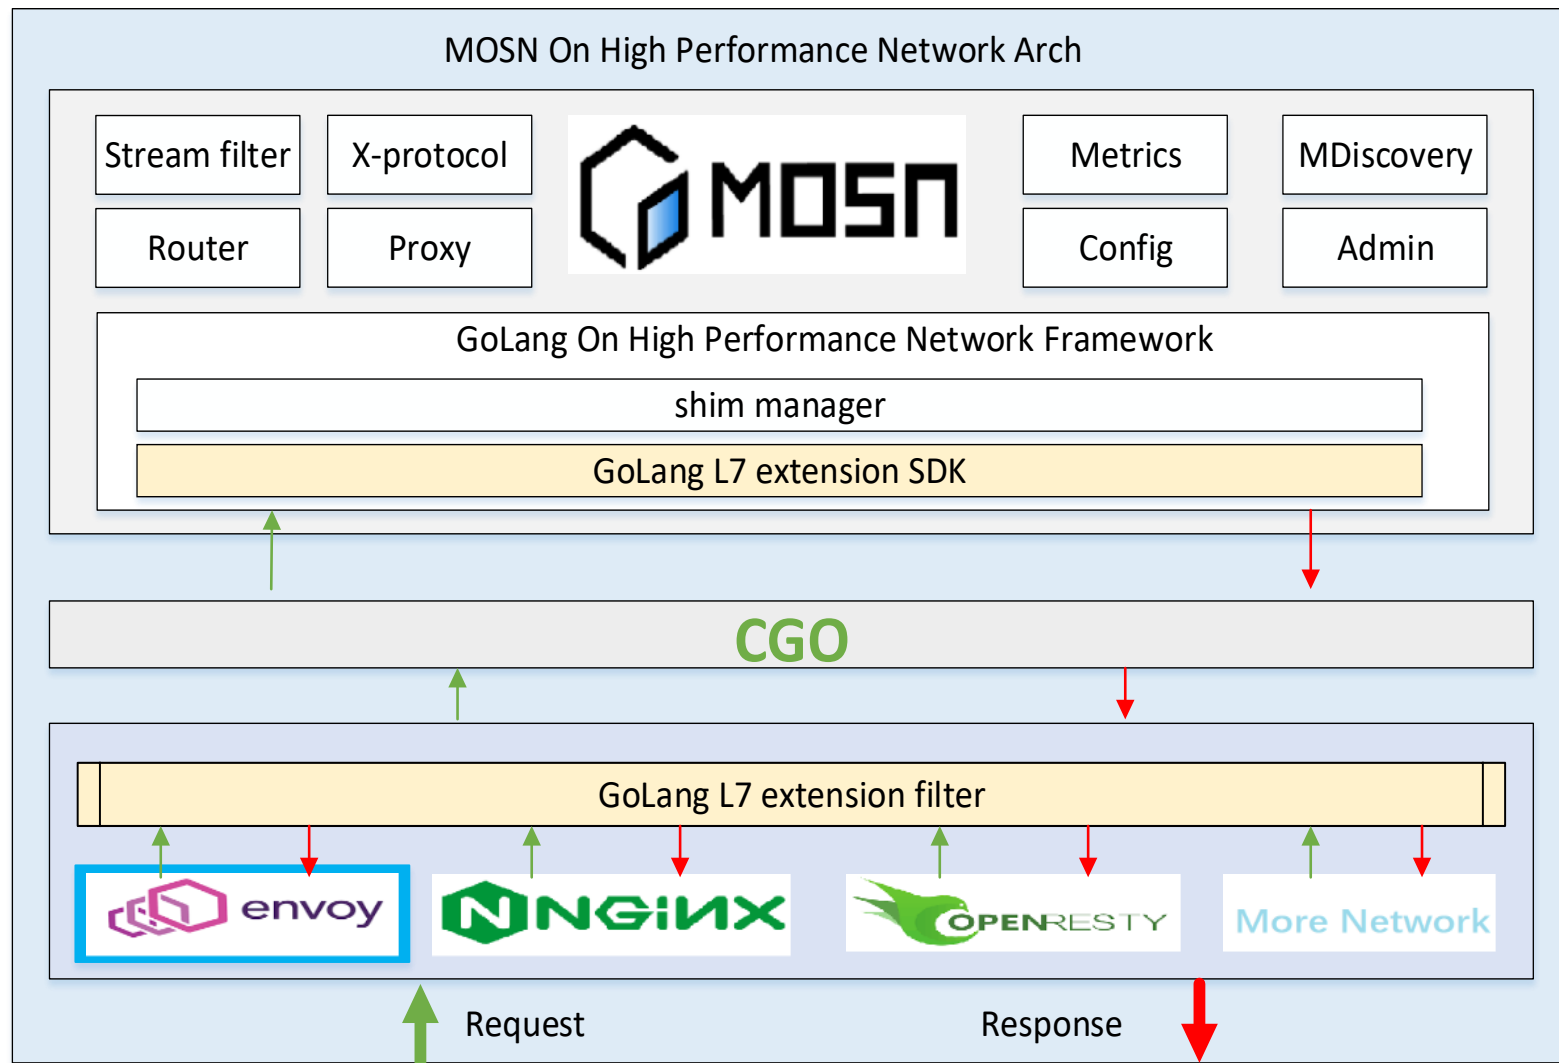 MOSN On High Performance Network Arch
Stream filter
X-protocol
MOSN
Metrics
MDiscovery
Router
Proxy
Config
Admin
GoLang On High Performance Network Framework
shim manager
GoLang L7 extension SDK
CGO
GoLang L7 extension filter
envoy
N NGINX
OPENRESTY
More Network
Request
Response